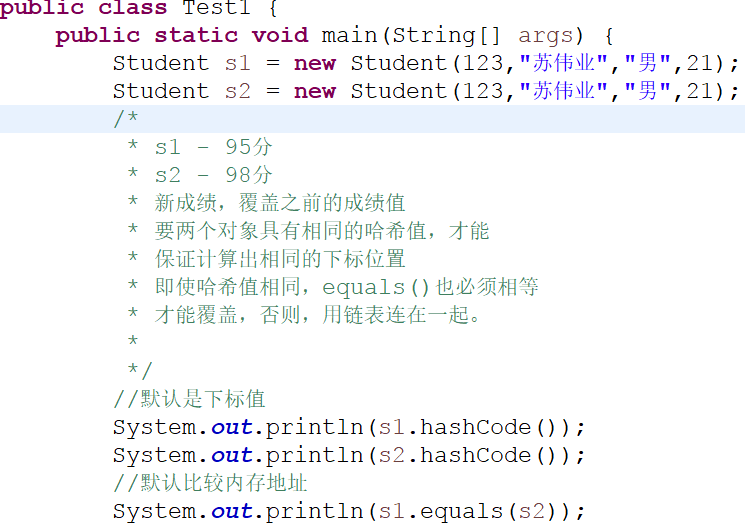 public class Test1 {
public static void main(String[] args) {
Student s1 = new Student(123,"苏伟业","男",21);
Student s2 = new Student(123,"苏伟业","男",21);
/*
* s1 - 95分
* s2 - 98分
* 新成绩，覆盖之前的成绩值
* 要两个对象具有相同的哈希值，才能
* 保证计算出相同的下标位置
* 即使哈希值相同，equals()也必须相等
* 才能覆盖，否则，用链表连在一起。
*
*/
//默认是下标值
System.out.println(s1.hashCode());
System.out.println(s2.hashCode());
//默认比较内存地址
System.out.println(s1.equals(s2));